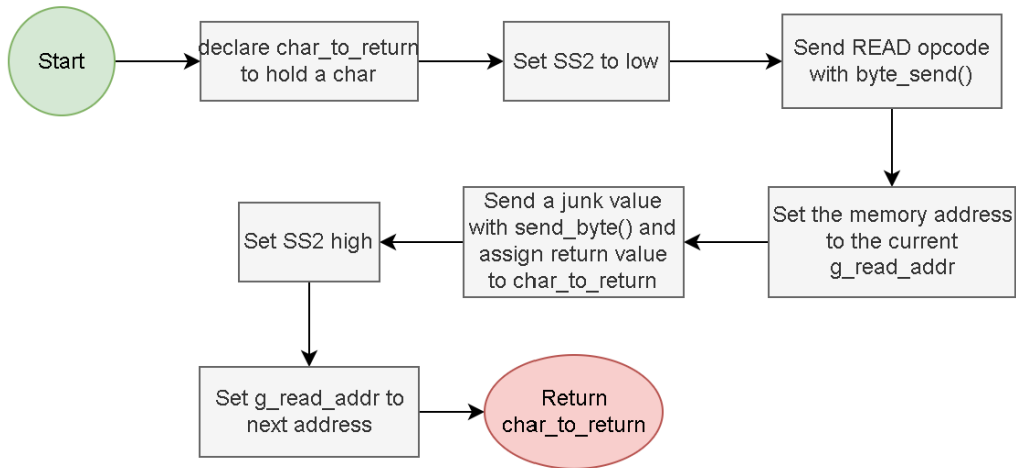 Start
declare char_to_return
to hold a char
Set SS2 to low
Send READ opcode
with byte_send()
Set the memory address
to the current
g_read_addr
Send a junk value
with send_byte() and
assign return value
to char_to_return
Set SS2 high
Set g_read_addr to
next address
Return
char_to_return